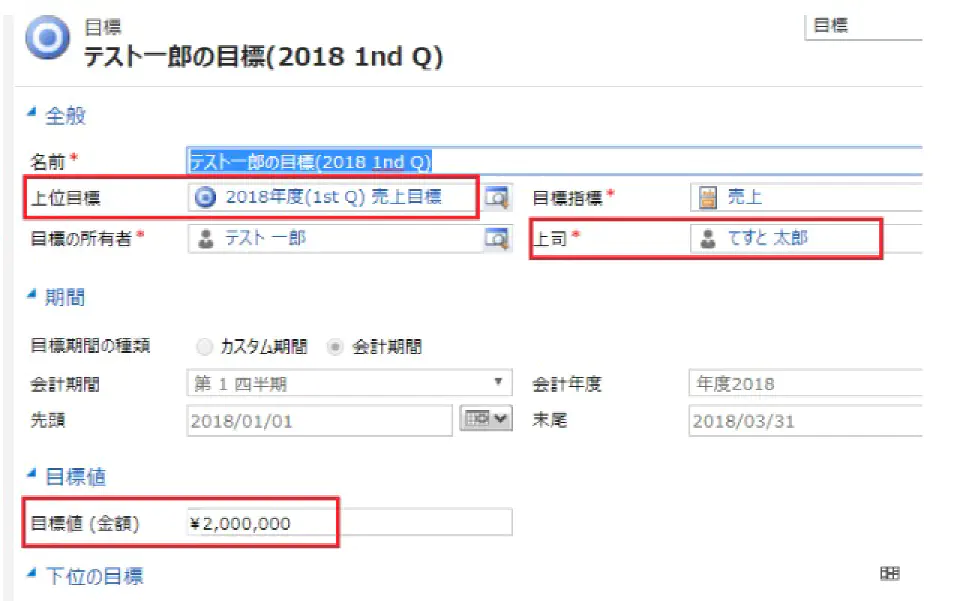 目標
目標
テスト一郎の目標(2018 1nd Q)
全般
名前*
テスト一郎の目標(2018 1nd Q)
上位目標
2018年度(1st Q) 売上目標
目標指標*
売上
目標の所有者*
テスト 一郎
上司*
てすと 太郎
期間
目標期間の種類
カスタム期間
会計期間
会計期間
第 1 四半期
会計年度
年度2018
先頭
2018/01/01
末尾
2018/03/31
目標値
目標値 (金額)
¥2,000,000
下位の目標